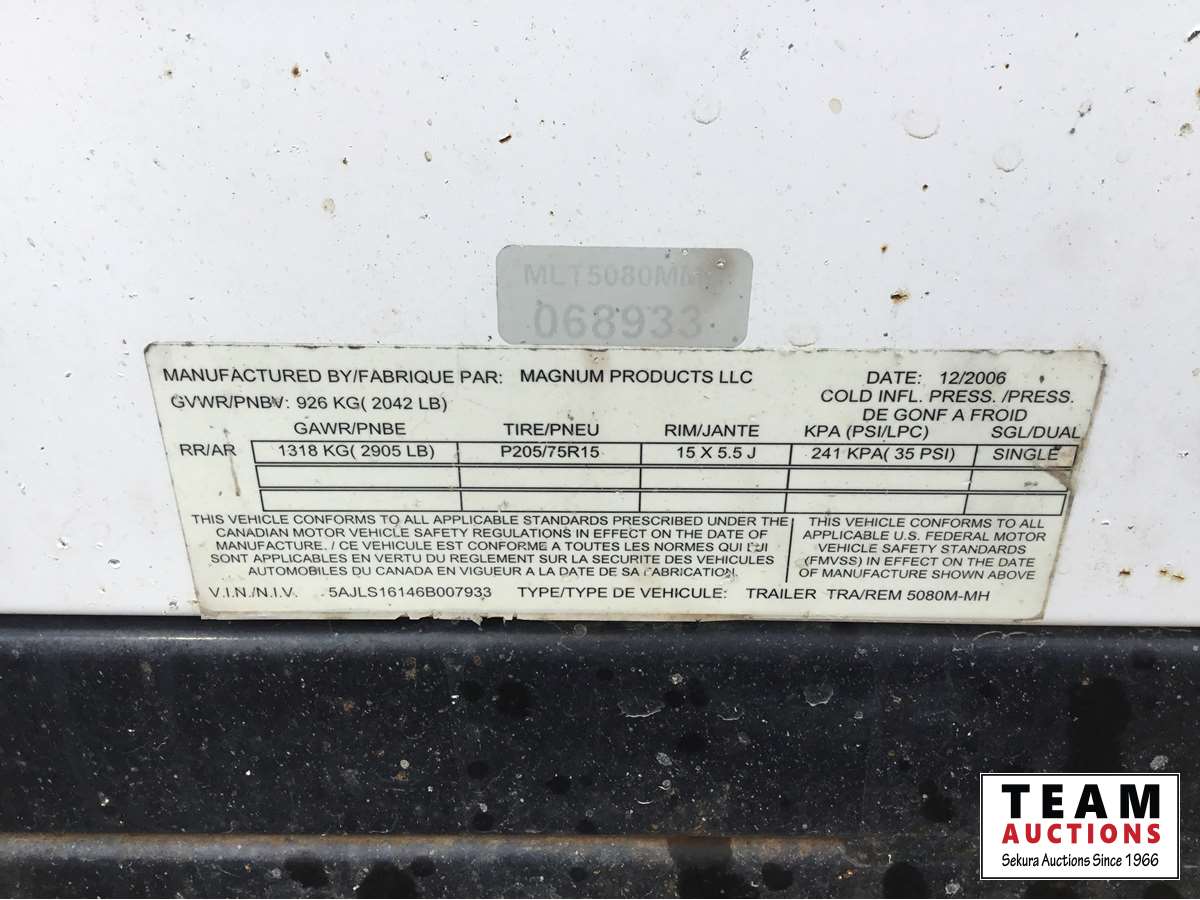 MLT5080MM
068933
MANUFACTURED BY/FABRIQUE PAR: MAGNUM PRODUCTS LLC DATE: 12/2006
GVWR/PNBV: 926 KG( 2042 LB) COLD INFL. PRESS. /PRESS.
DE GONF A FROID
GAWR/PNBE TIRE/PNEU RIM/JANTE KPA (PSI/LPC) SGL/DUAL
RR/AR 1318 KG( 2905 LB) P205/75R15 15 X 5.5 J 241 KPA( 35 PSI) SINGLE
THIS VEHICLE CONFORMS TO ALL APPLICABLE STANDARDS PRESCRIBED UNDER THE
CANADIAN MOTOR VEHICLE SAFETY REGULATIONS IN EFFECT ON THE DATE OF
MANUFACTURE. / CE VEHICULE EST CONFORME A TOUTES LES NORMES QUI LUI
SONT APPLICABLES EN VERTU DU REGLEMENT SUR LA SECURITE DES VEHICULES
AUTOMOBILES DU CANADA EN VIGUEUR A LA DATE DE SA FABRICATION.
THIS VEHICLE CONFORMS TO ALL
APPLICABLE U.S. FEDERAL MOTOR
VEHICLE SAFETY STANDARDS
(FMVSS) IN EFFECT ON THE DATE
OF MANUFACTURE SHOWN ABOVE
V.I.N./N.I.V. 5AJLS16146B007933 TYPE/TYPE DE VEHICULE: TRAILER TRA/REM 5080M-MH
TEAM
AUCTIONS
Sekura Auctions Since 1966